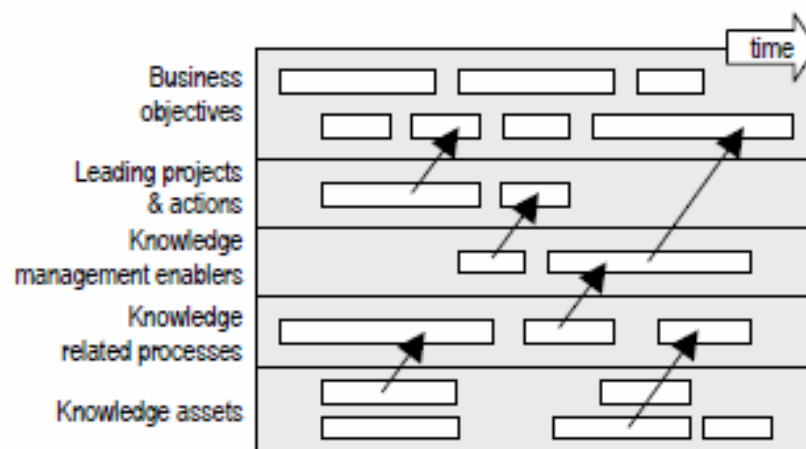 time
Business
objectives
Leading projects
& actions
Knowledge
management enablers
Knowledge
related processes
Knowledge assets